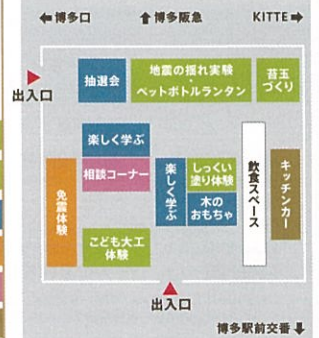 ⬅博多口
⬆博多阪急
KITTE➡
出入口
抽選会
地震の揺れ実験
・
ペットボトルランタン
苔玉
づくり
楽しく学ぶ
相談コーナー
免震体験
こども大工
体験
楽しく学ぶ
しっくい
塗り体験
木の
おもちゃ
飲食スペース
キッチンカー
出入口
博多駅前交番⬇